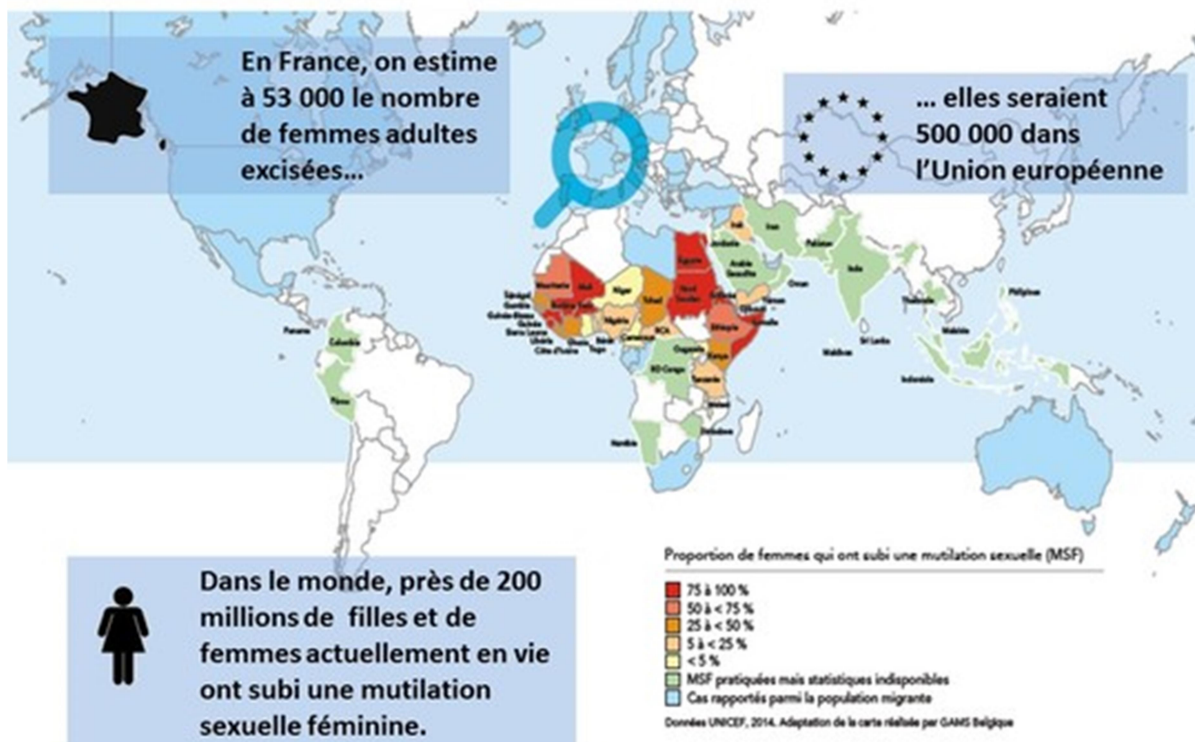 En France, on estime
à 53 000 le nombre
de femmes adultes
excisées...
... elles seraient
500 000 dans
l'Union européenne
Irak
Iran
Jordanie
Pakistan
Egypte
Arabie
Saoudite
Inde
Oman
Mauritanie
Mali
Niger
Tchad
Nord
Soudan
Erythrée
Yémen
Djibouti
Thaïlande
Philipines
Sénégal
Gambie
Burkina Faso
Guinée-Bissau
Guinée
Sierra Leone
Nigéria
Ethiopie
Somalie
Panama
Libéria
Côte d'Ivoire
Ghana
Togo
Bénin
Cameroun
RCA
Malaisie
Colombie
Ouganda
Kenya
Maldives
Sri Lanka
RD Congo
Tanzanie
Indonésie
Pérou
Malawi
Zimbabwe
Namibie
Proportion de femmes qui ont subi une mutilation sexuelle (MSF)
75 à 100 %
50 à < 75 %
25 à < 50 %
5 à < 25 %
< 5 %
MSF pratiquées mais statistiques indisponibles
Cas rapportés parmi la population migrante
Données UNICEF, 2014. Adaptation de la carte réalisée par GAMS Belgique
Dans le monde, près de 200
millions de filles et de
femmes actuellement en vie
ont subi une mutilation
sexuelle féminine.